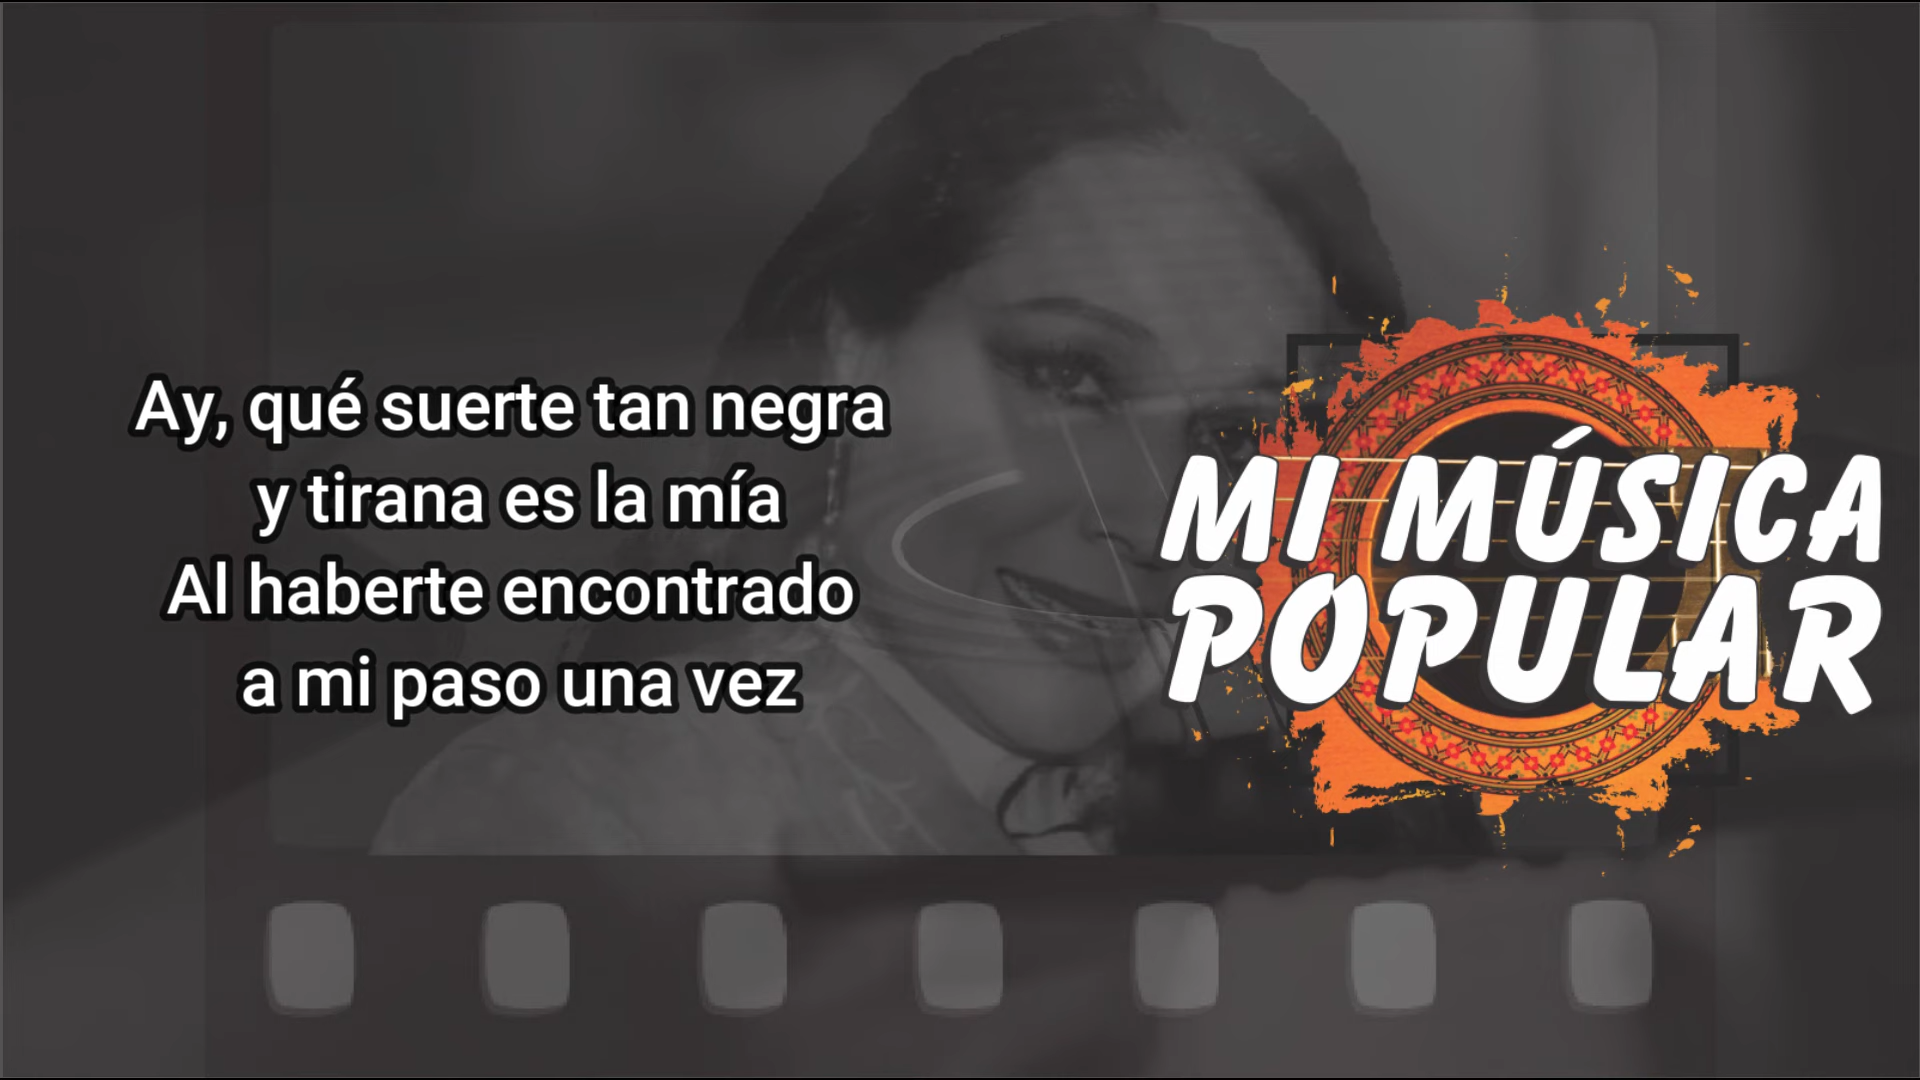 Ay, qué suerte tan negra
y tirana es la mía
Al haberte encontrado
a mi paso una vez
MI MÚSICA
POPULAR